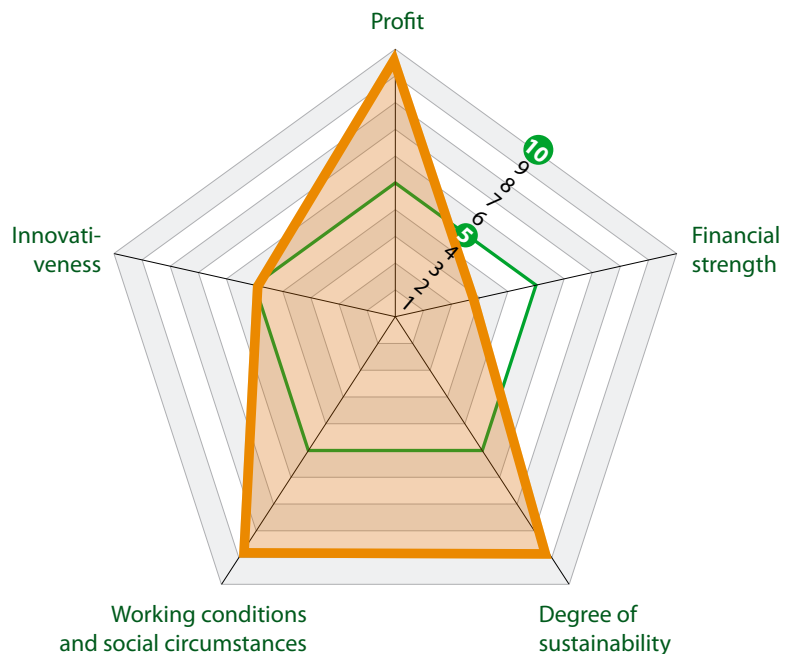 Profit
10
9
8
7
6
5
4
3
2
1
Innovati-
veness
Financial
strength
Working conditions
and social circumstances
Degree of
sustainability